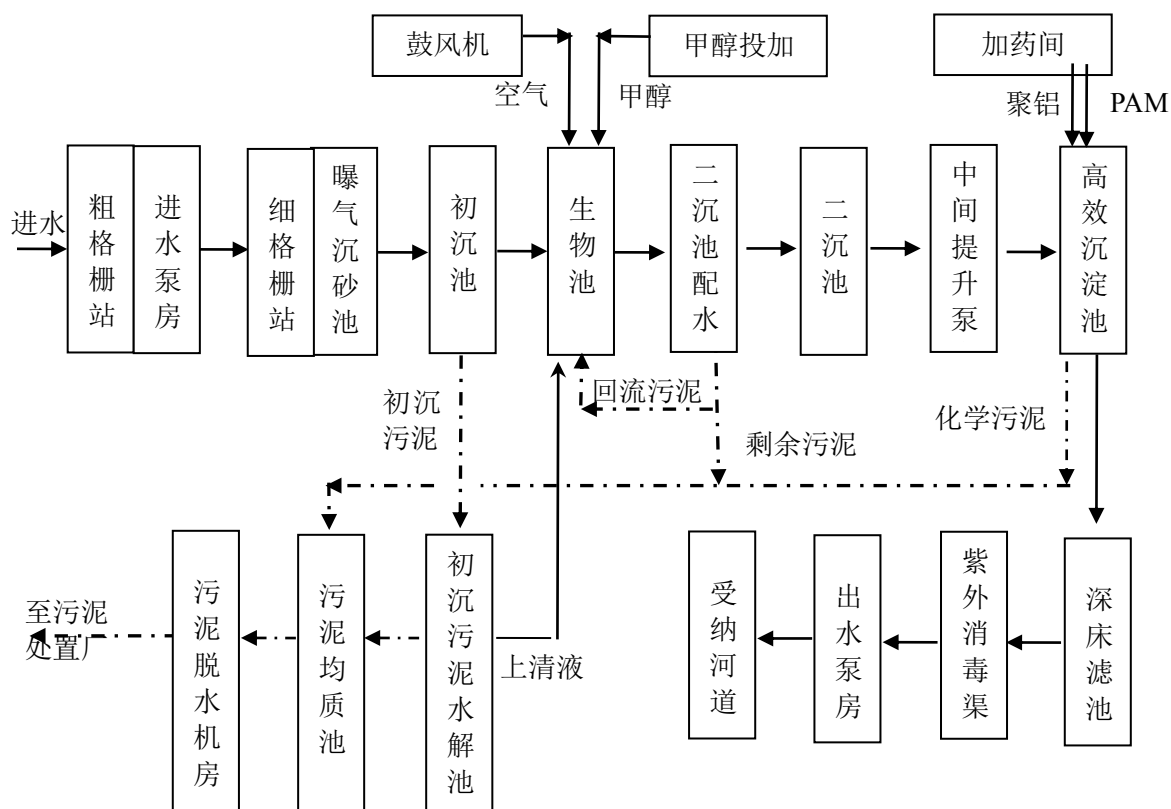 鼓风机
甲醇投加
加药间
空气
甲醇
聚铝
PAM
进水
粗格栅站
进水泵房
细格栅站
曝气沉砂池
初沉池
生物池
二沉池配水
二沉池
中间提升泵
高效沉淀池
初沉
污泥
回流污泥
剩余污泥
化学污泥
至污泥
处置厂
污泥脱水机房
污泥均质池
初沉污泥水解池
上清液
受纳河道
出水泵房
紫外消毒渠
深床滤池